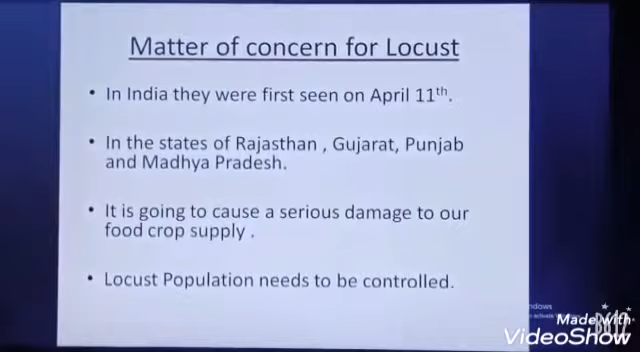 Matter of concern for Locust
• In India they were first seen on April 11th.
• In the states of Rajasthan , Gujarat, Punjab
and Madhya Pradesh.
• It is going to cause a serious damage to our
food crop supply .
• Locust Population needs to be controlled.
Made with
VideoShow